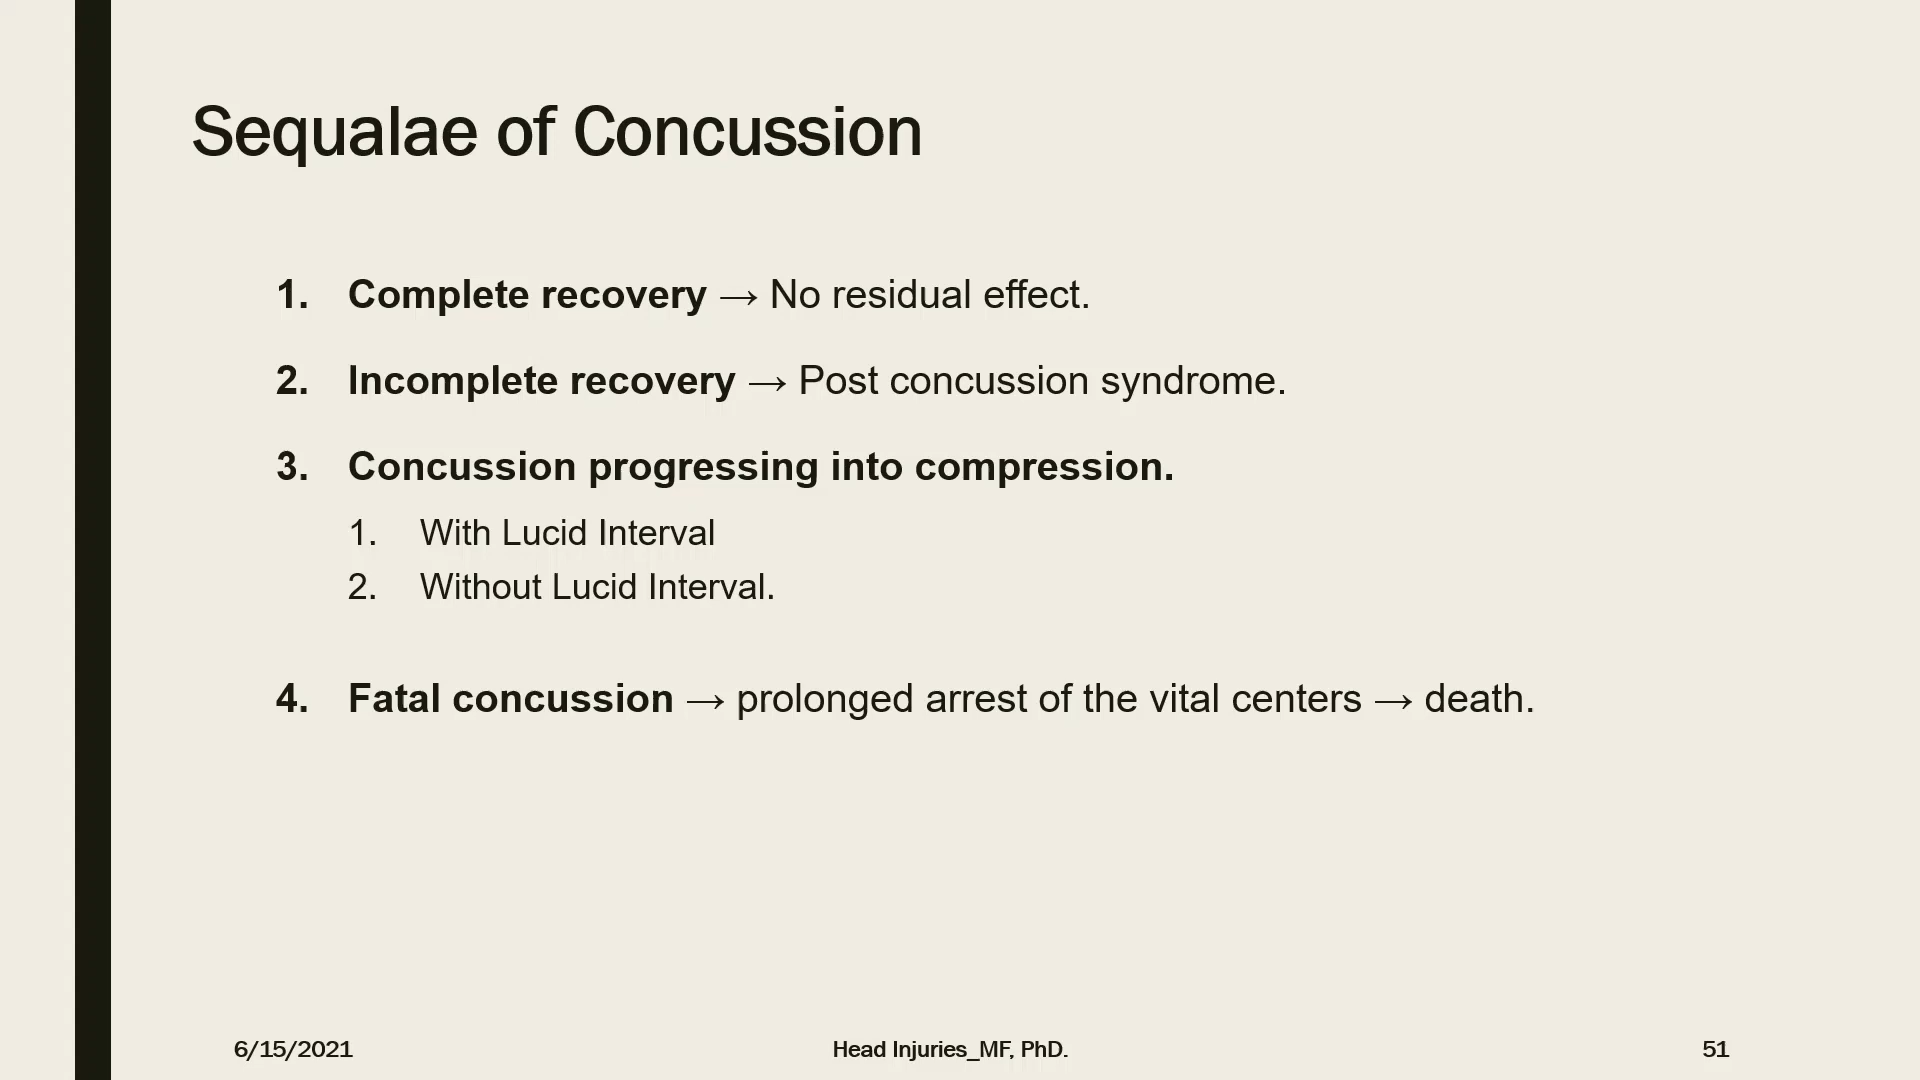 Sequalae of Concussion
1. Complete recovery → No residual effect.
2. Incomplete recovery → Post concussion syndrome.
3. Concussion progressing into compression.
1. With Lucid Interval
2. Without Lucid Interval.
4. Fatal concussion → prolonged arrest of the vital centers → death.
6/15/2021 Head Injuries_MF, PhD. 51